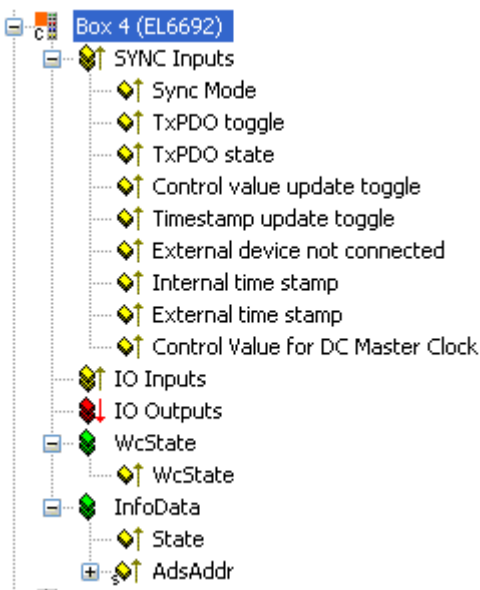 Box 4 (EL6692)
SYNC Inputs
Sync Mode
TxPDO toggle
TxPDO state
Control value update toggle
Timestamp update toggle
External device not connected
Internal time stamp
External time stamp
Control Value for DC Master Clock
IO Inputs
IO Outputs
WcState
WcState
InfoData
State
AdsAddr